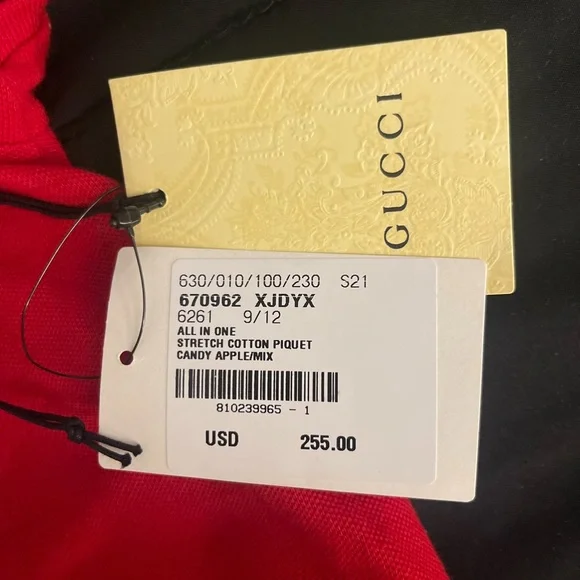 GUCCI
630/010/100/230 S21
670962 XJDYX
6261 9/12
ALL IN ONE
STRETCH COTTON PIQUET
CANDY APPLE/MIX
810239965 - 1
USD 255.00